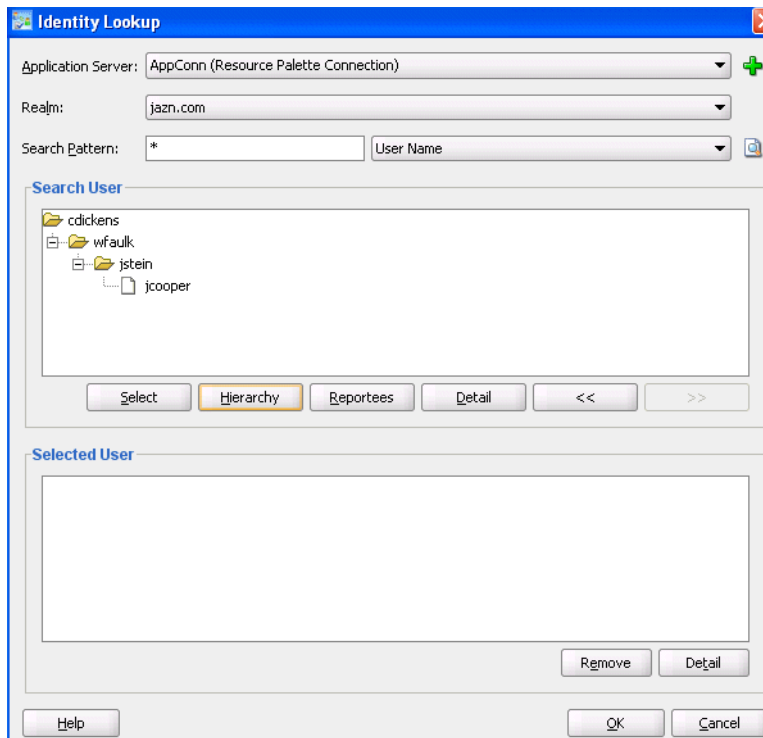 Identity Lookup
Application Server: AppConn (Resource Palette Connection)
Realm: jazn.com
Search Pattern: * User Name
Search User
cdickens
wfaulk
jstein
jcooper
Select Hierarchy Reportees Detail << >>
Selected User
Remove Detail
Help OK Cancel